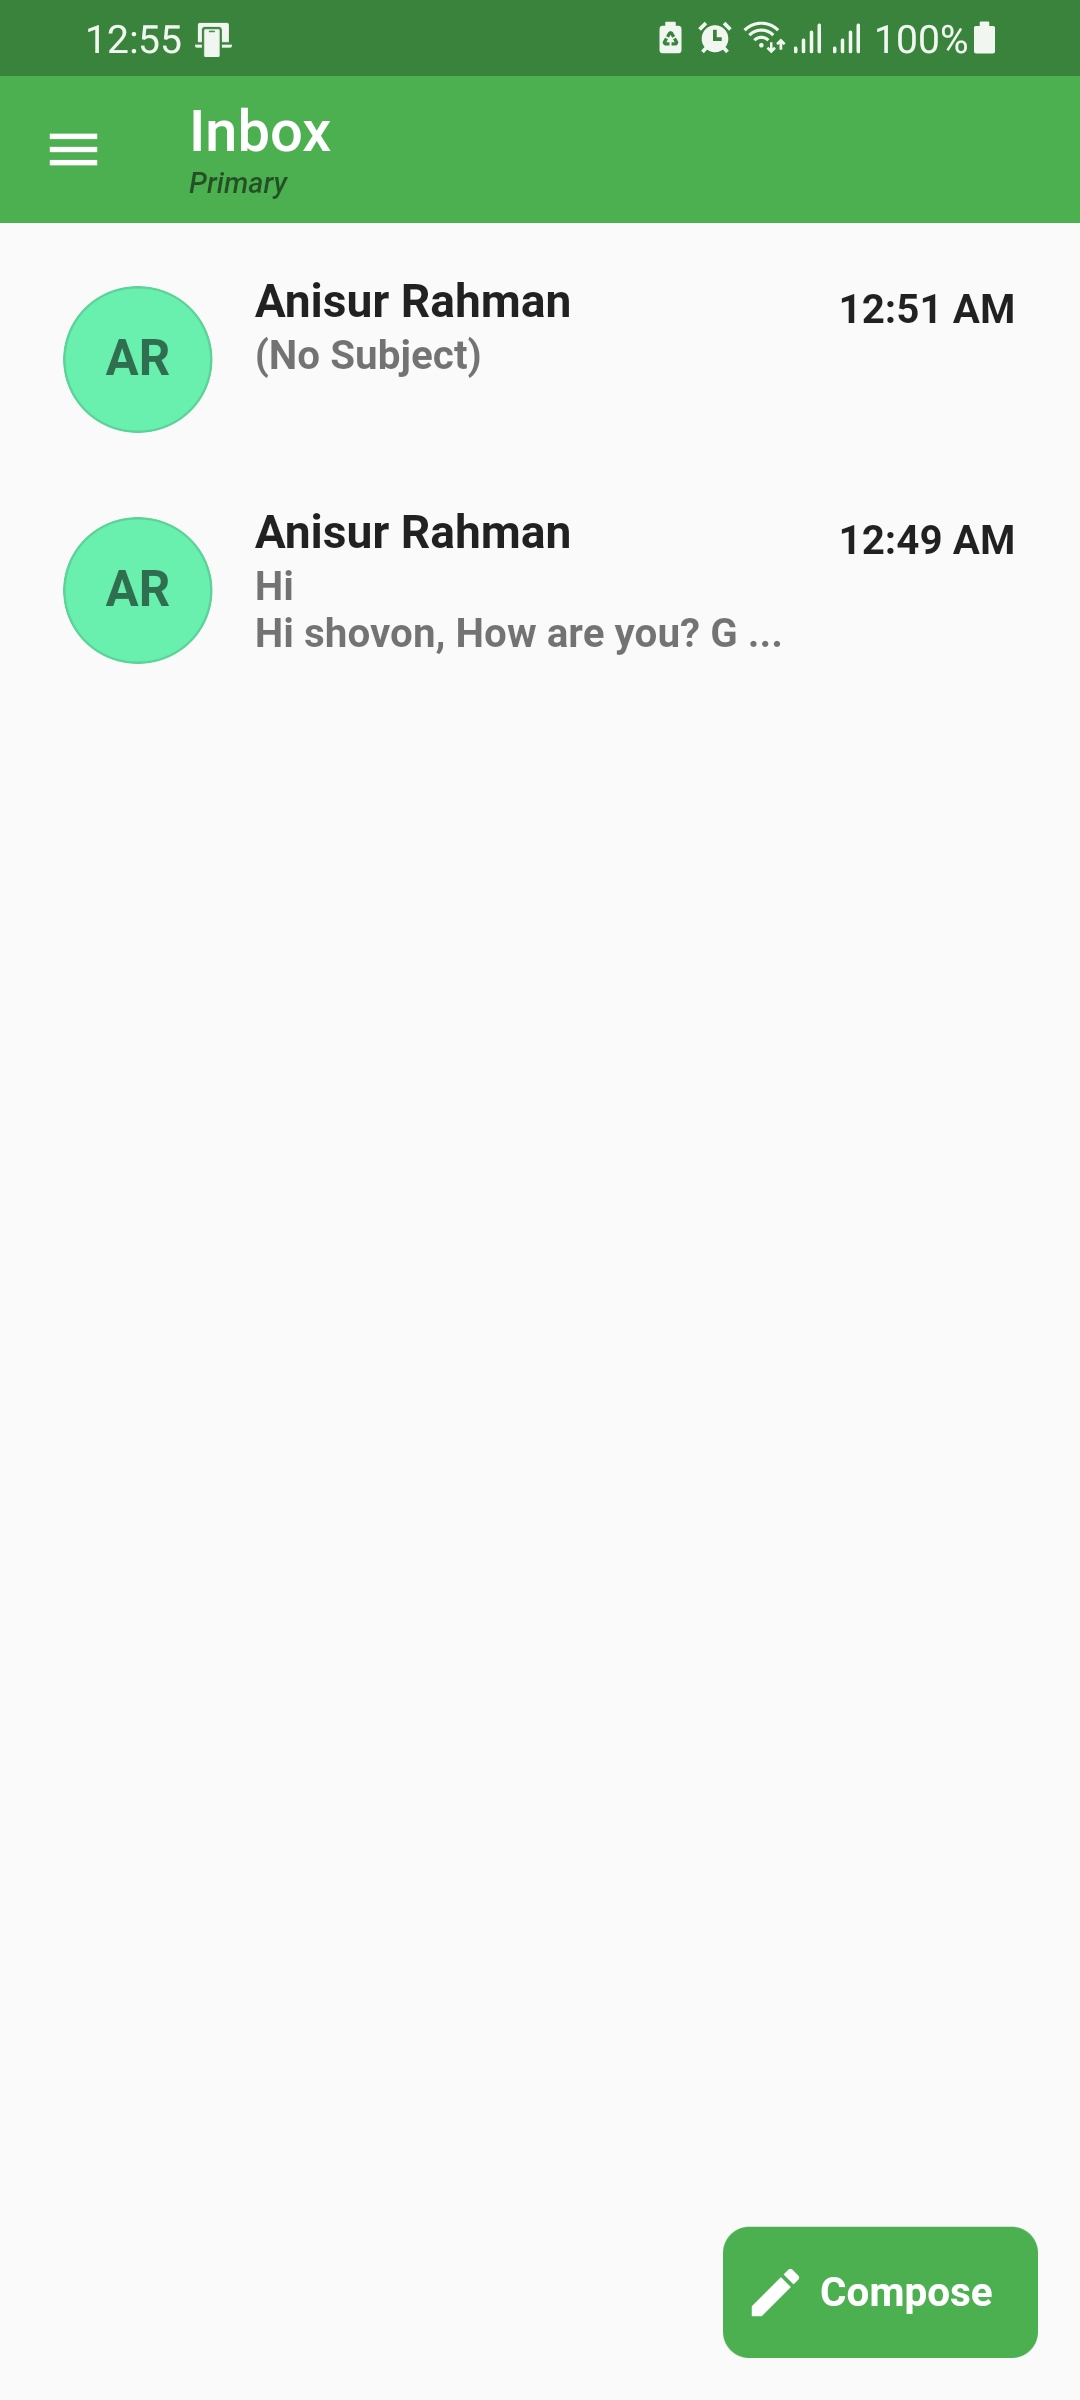 12:55
100%
Inbox
Primary
AR
Anisur Rahman
12:51 AM
(No Subject)
AR
Anisur Rahman
12:49 AM
Hi
Hi shovon, How are you? G ...
Compose